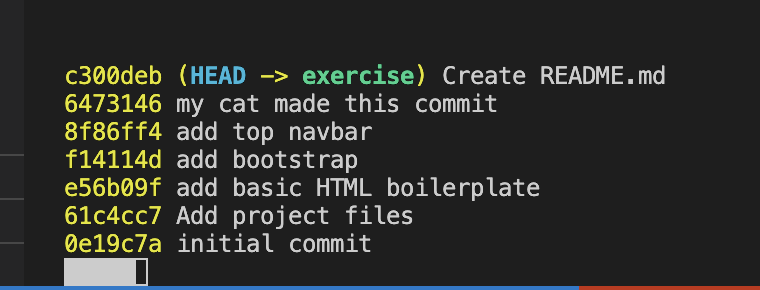 c300deb (HEAD -> exercise) Create README.md
6473146 my cat made this commit
8f86ff4 add top navbar
f14114d add bootstrap
e56b09f add basic HTML boilerplate
61c4cc7 Add project files
0e19c7a initial commit